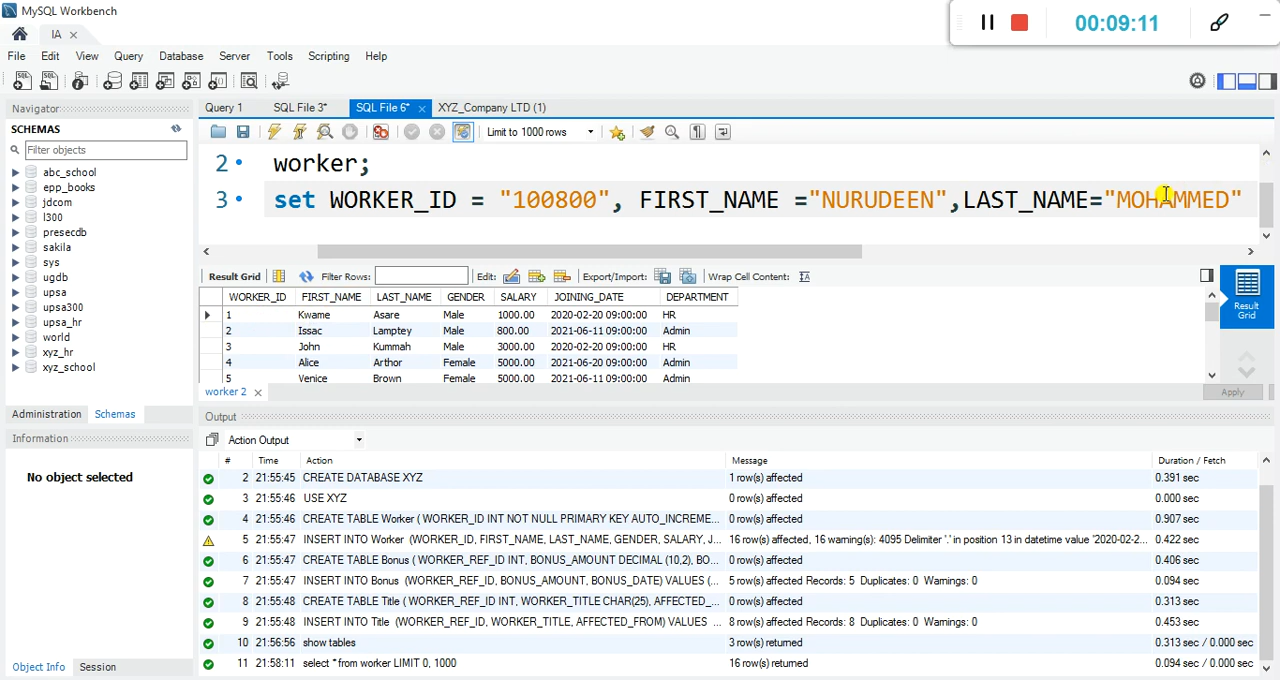 MySQL Workbench
00:09:11
IA
File Edit View Query Database Server Tools Scripting Help
Navigator
SCHEMAS
Filter objects
abc_school
epp_books
jdcom
l300
presecdb
sakila
sys
ugdb
upsa
upsa300
upsa_hr
world
xyz_hr
xyz_school
Administration Schemas
Information
No object selected
Object Info Session
Query 1 SQL File 3* SQL File 6* XYZ_Company LTD (1)
Limit to 1000 rows
2 worker;
3 set WORKER_ID = "100800", FIRST_NAME ="NURUDEEN",LAST_NAME="MOHAMMED"
Result Grid Filter Rows: Edit: Export/Import: Wrap Cell Content:
WORKER_ID FIRST_NAME LAST_NAME GENDER SALARY JOINING_DATE DEPARTMENT
1 Kwame Asare Male 1000.00 2020-02-20 09:00:00 HR
2 Issac Lamptey Male 800.00 2021-06-11 09:00:00 Admin
3 John Kummah Male 3000.00 2020-02-20 09:00:00 HR
4 Alice Arthor Female 5000.00 2021-06-20 09:00:00 Admin
5 Venice Brown Female 5000.00 2021-06-11 09:00:00 Admin
Result
Grid
worker 2
Apply
Output
Action Output
# Time Action Message Duration / Fetch
2 21:55:45 CREATE DATABASE XYZ 1 row(s) affected 0.391 sec
3 21:55:46 USE XYZ 0 row(s) affected 0.000 sec
4 21:55:46 CREATE TABLE Worker ( WORKER_ID INT NOT NULL PRIMARY KEY AUTO_INCREME... 0 row(s) affected 0.907 sec
5 21:55:47 INSERT INTO Worker (WORKER_ID, FIRST_NAME, LAST_NAME, GENDER, SALARY, J... 16 row(s) affected, 16 warning(s): 4095 Delimiter '.' in position 13 in datetime value '2020-02-2... 0.422 sec
6 21:55:47 CREATE TABLE Bonus ( WORKER_REF_ID INT, BONUS_AMOUNT DECIMAL (10,2), BO... 0 row(s) affected 0.406 sec
7 21:55:47 INSERT INTO Bonus (WORKER_REF_ID, BONUS_AMOUNT, BONUS_DATE) VALUES (... 5 row(s) affected Records: 5 Duplicates: 0 Warnings: 0 0.094 sec
8 21:55:48 CREATE TABLE Title ( WORKER_REF_ID INT, WORKER_TITLE CHAR(25), AFFECTED_... 0 row(s) affected 0.313 sec
9 21:55:48 INSERT INTO Title (WORKER_REF_ID, WORKER_TITLE, AFFECTED_FROM) VALUES ... 8 row(s) affected Records: 8 Duplicates: 0 Warnings: 0 0.453 sec
10 21:56:56 show tables 3 row(s) returned 0.313 sec / 0.000 sec
11 21:58:11 select * from worker LIMIT 0, 1000 16 row(s) returned 0.094 sec / 0.000 sec